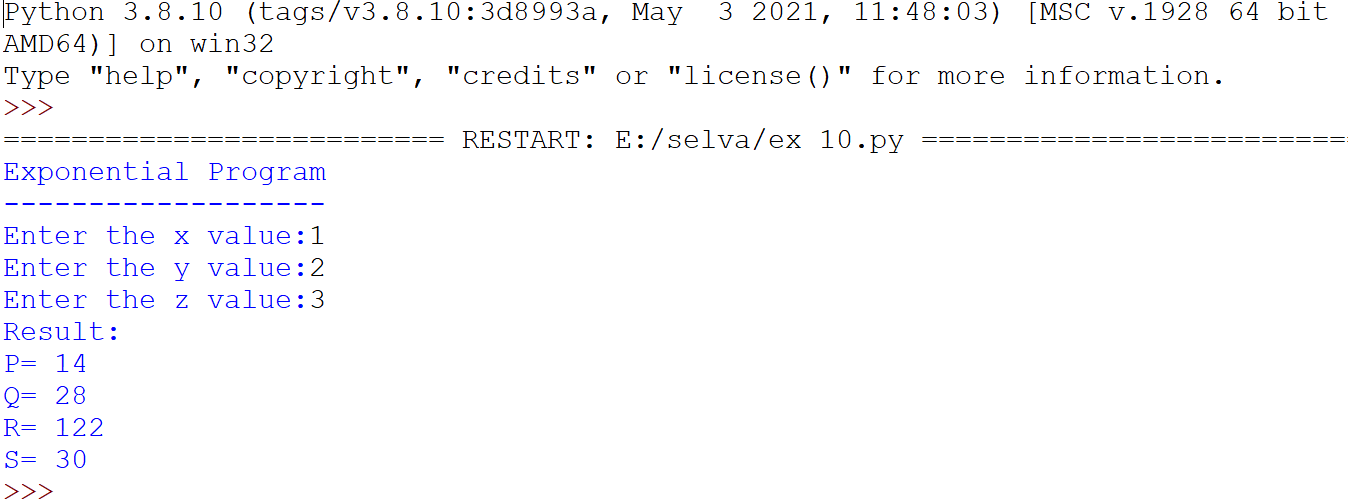 Python 3.8.10 (tags/v3.8.10:3d8993a, May  3 2021, 11:48:03) [MSC v.1928 64 bit
AMD64)] on win32
Type "help", "copyright", "credits" or "license()" for more information.
>>>
========================== RESTART: E:/selva/ex 10.py =========================
Exponential Program
-------------------
Enter the x value:1
Enter the y value:2
Enter the z value:3
Result:
P= 14
Q= 28
R= 122
S= 30
>>>